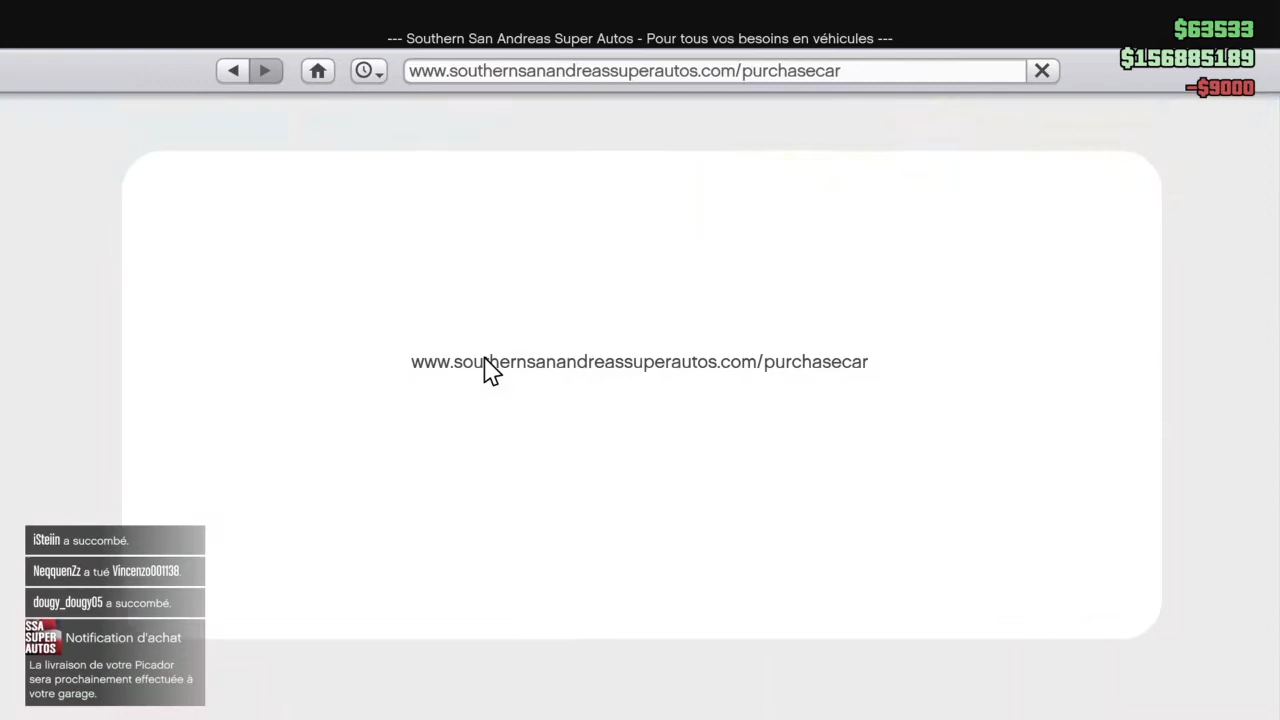 --- Southern San Andreas Super Autos - Pour tous vos besoins en véhicules ---
$63533
www.southernsanandreassuperautos.com/purchasecar
$156885189
-$9000
www.southernsanandreassuperautos.com/purchasecar
iSteiin a succombé.
NeqquenZz a tué Vincenzo001138.
dougy_dougy05 a succombé.
SSA
SUPER
AUTOS
Notification d'achat
La livraison de votre Picador
sera prochainement effectuée à
votre garage.